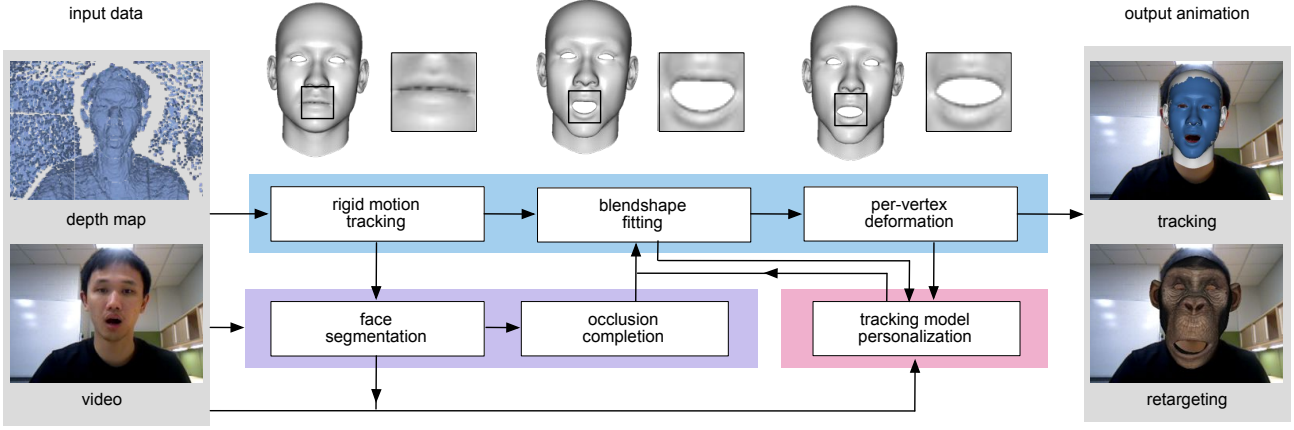 input data
output animation
depth map
rigid motion
tracking
blendshape
fitting
per-vertex
deformation
tracking
face
segmentation
occlusion
completion
tracking model
personalization
video
retargeting